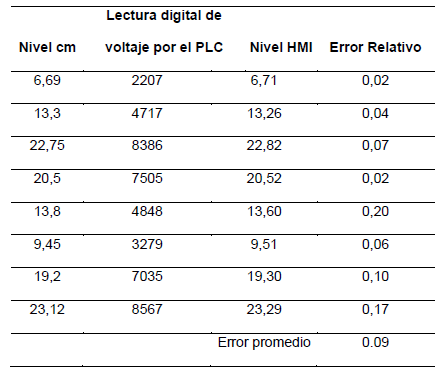 Lectura digital de
Nivel cm voltaje por el PLC Nivel HMI Error Relativo
6,69 2207 6,71 0,02
13,3 4717 13,26 0,04
22,75 8386 22,82 0,07
20,5 7505 20,52 0,02
13,8 4848 13,60 0,20
9,45 3279 9,51 0,06
19,2 7035 19,30 0,10
23,12 8567 23,29 0,17
Error promedio 0.09